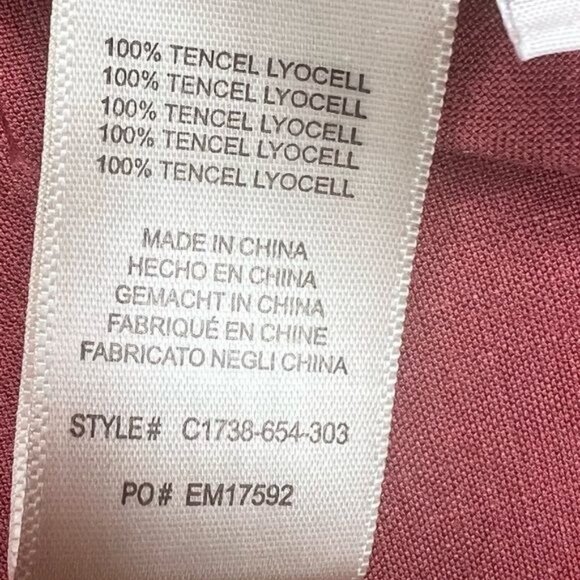 100% TENCEL LYOCELL
100% TENCEL LYOCELL
100% TENCEL LYOCELL
100% TENCEL LYOCELL
100% TENCEL LYOCELL
MADE IN CHINA
HECHO EN CHINA
GEMACHT IN CHINA
FABRIQUÉ EN CHINE
FABRICATO NEGLI CHINA
STYLE# C1738-654-303
PO# EM17592